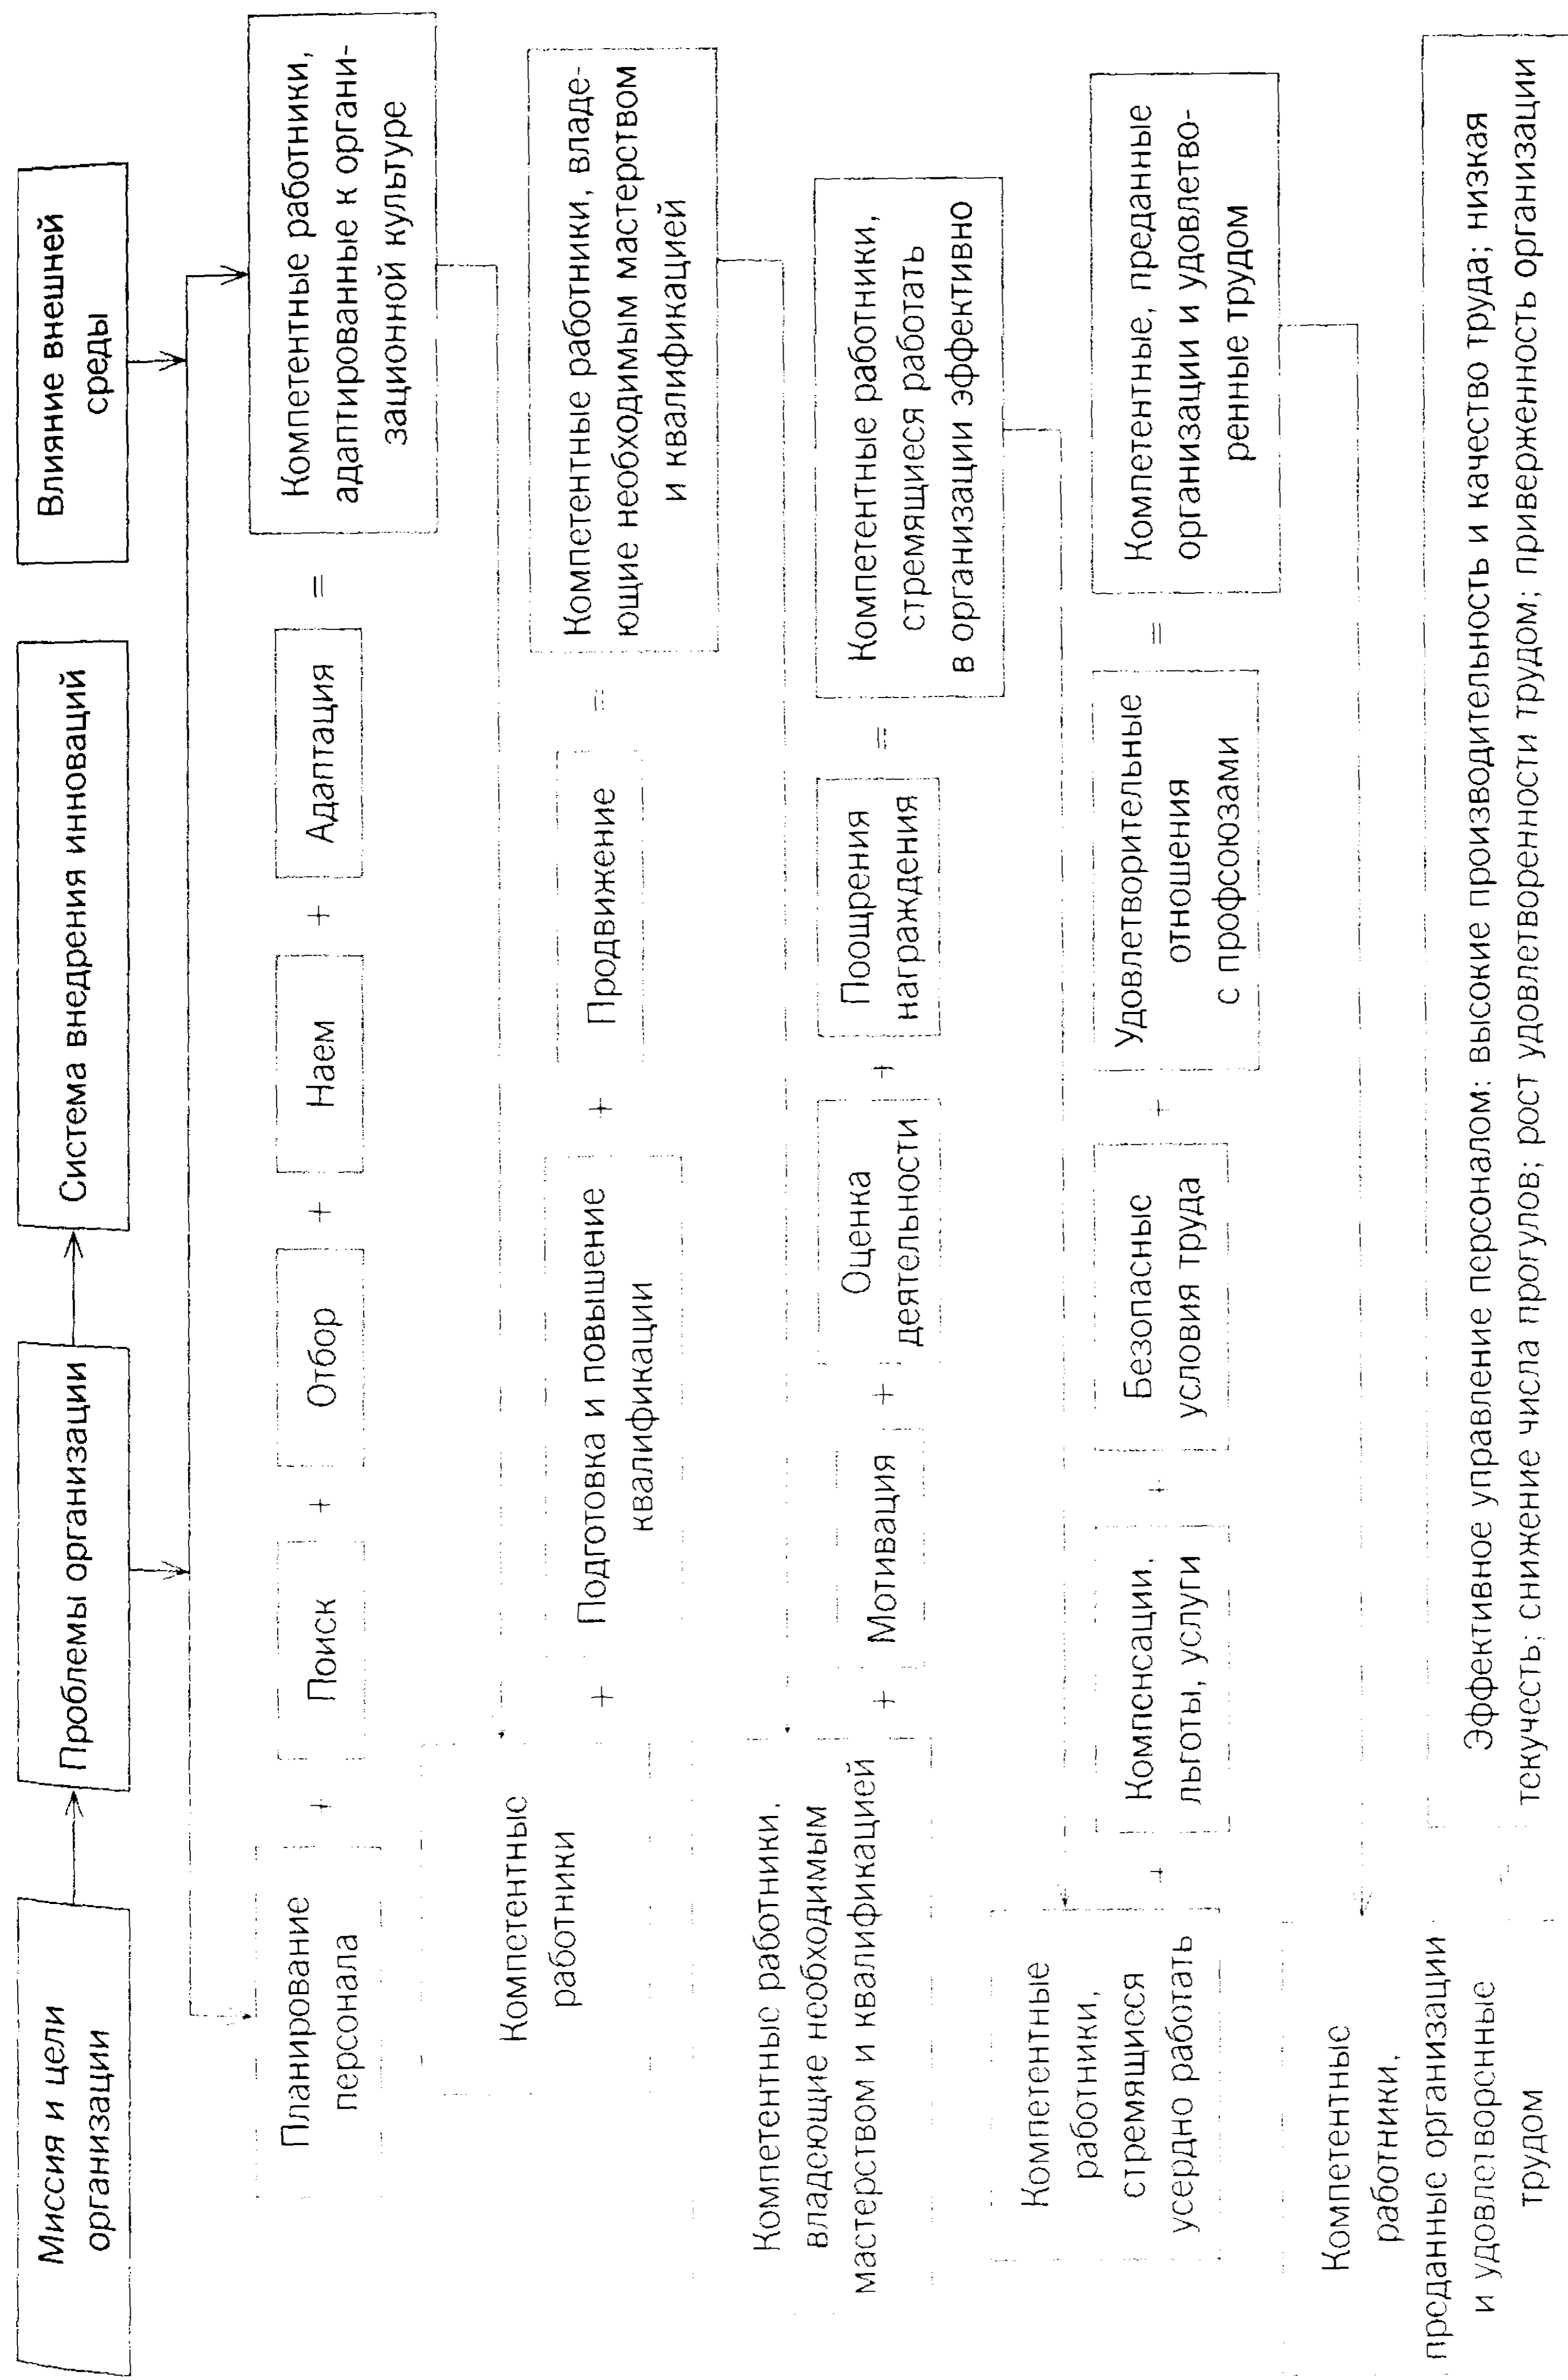 Миссия и цели
организации
Проблемы организации
Система внедрения инноваций
Влияние внешней
среды
Планирование
персонала
+
Поиск
+
Отбор
+
Наем
+
Адаптация
=
Компетентные работники,
адаптированные к органи-
зационной культуре
Компетентные
работники
+
Подготовка и повышение
квалификации
+
Продвижение
=
Компетентные работники, владе-
ющие необходимым мастерством
и квалификацией
Компетентные работники,
владеющие необходимым
мастерством и квалификацией
+
Мотивация
+
Оценка
деятельности
+
Поощрения
награждения
=
Компетентные работники,
стремящиеся работать
в организации эффективно
Компетентные
работники,
стремящиеся
усердно работать
+
Компенсации,
льготы, услуги
+
Безопасные
условия труда
+
Удовлетворительные
отношения
с профсоюзами
=
Компетентные, преданные
организации и удовлетво-
ренные трудом
Компетентные
работники,
преданные организации
и удовлетворенные
трудом
=
Эффективное управление персоналом: высокие производительность и качество труда; низкая
текучесть; снижение числа прогулов; рост удовлетворенности трудом; приверженность организации